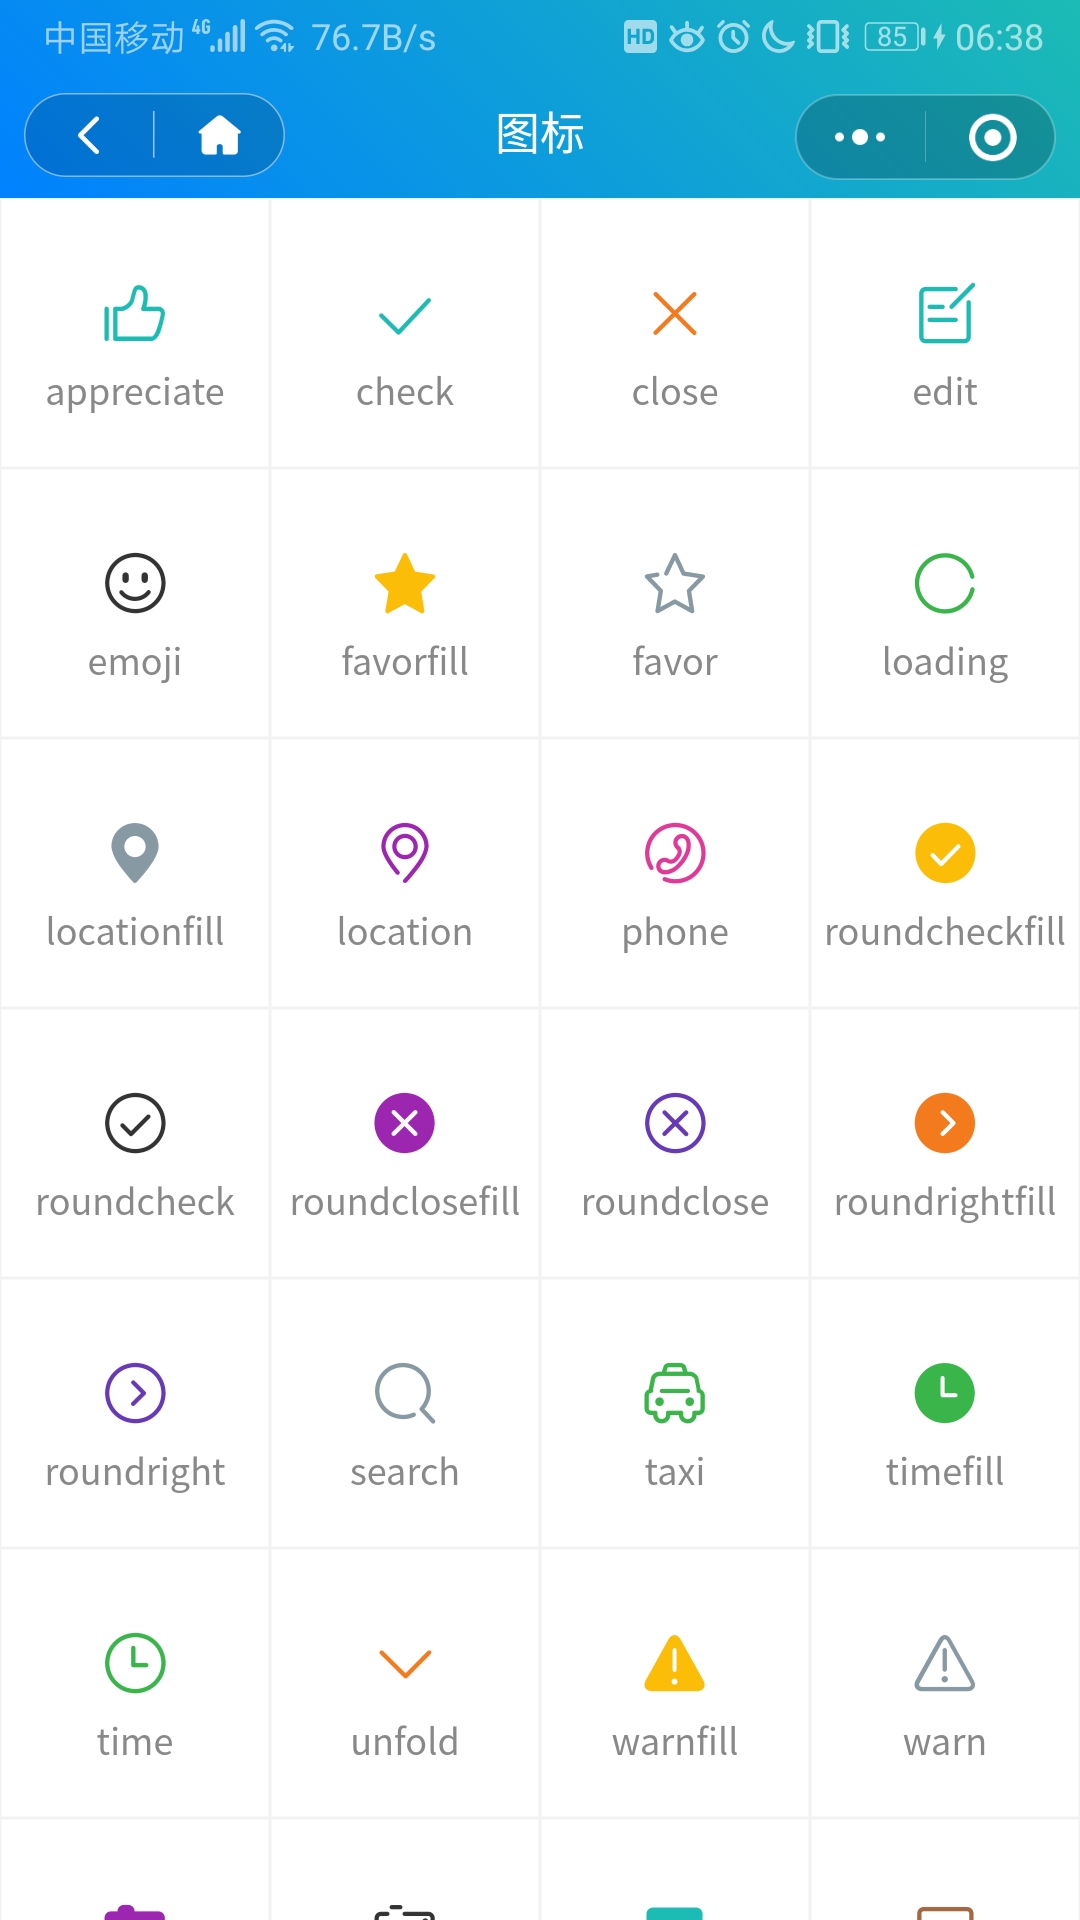 中国移动 4G 76.7B/s HD 85 06:38
图标
appreciate check close edit
emoji favorfill favor loading
locationfill location phone roundcheckfill
roundcheck roundclosefill roundclose roundrightfill
roundright search taxi timefill
time unfold warnfill warn